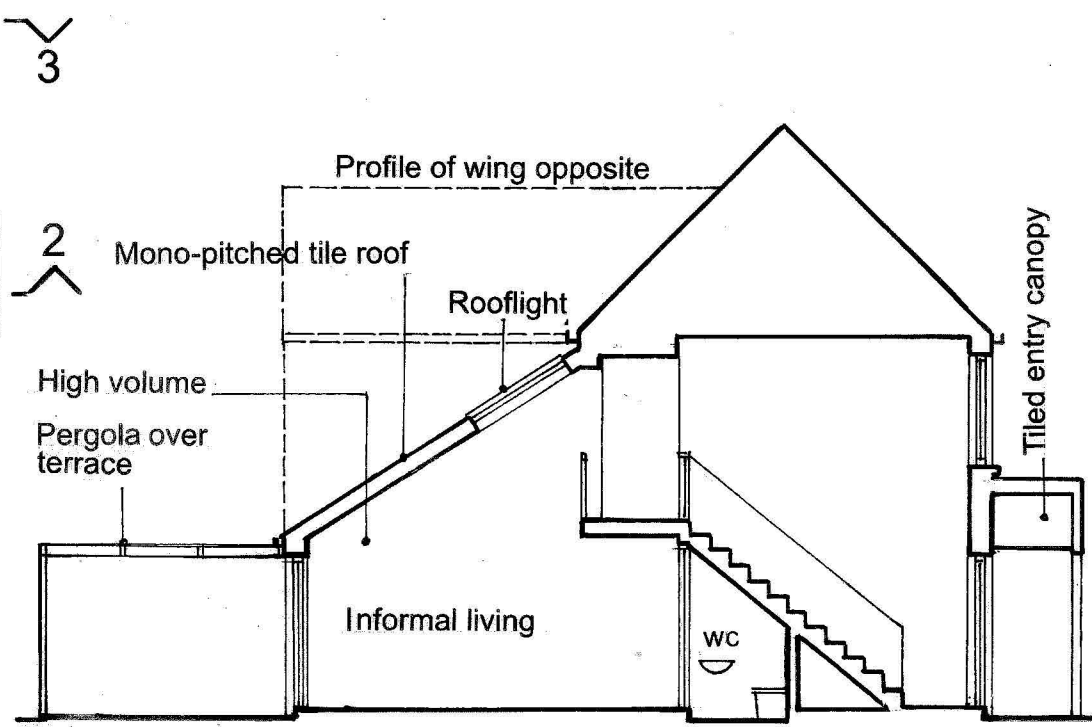 3
Profile of wing opposite
2
Mono-pitched tile roof
Rooflight
High volume
Pergola over
terrace
Tiled entry canopy
Informal living
WC